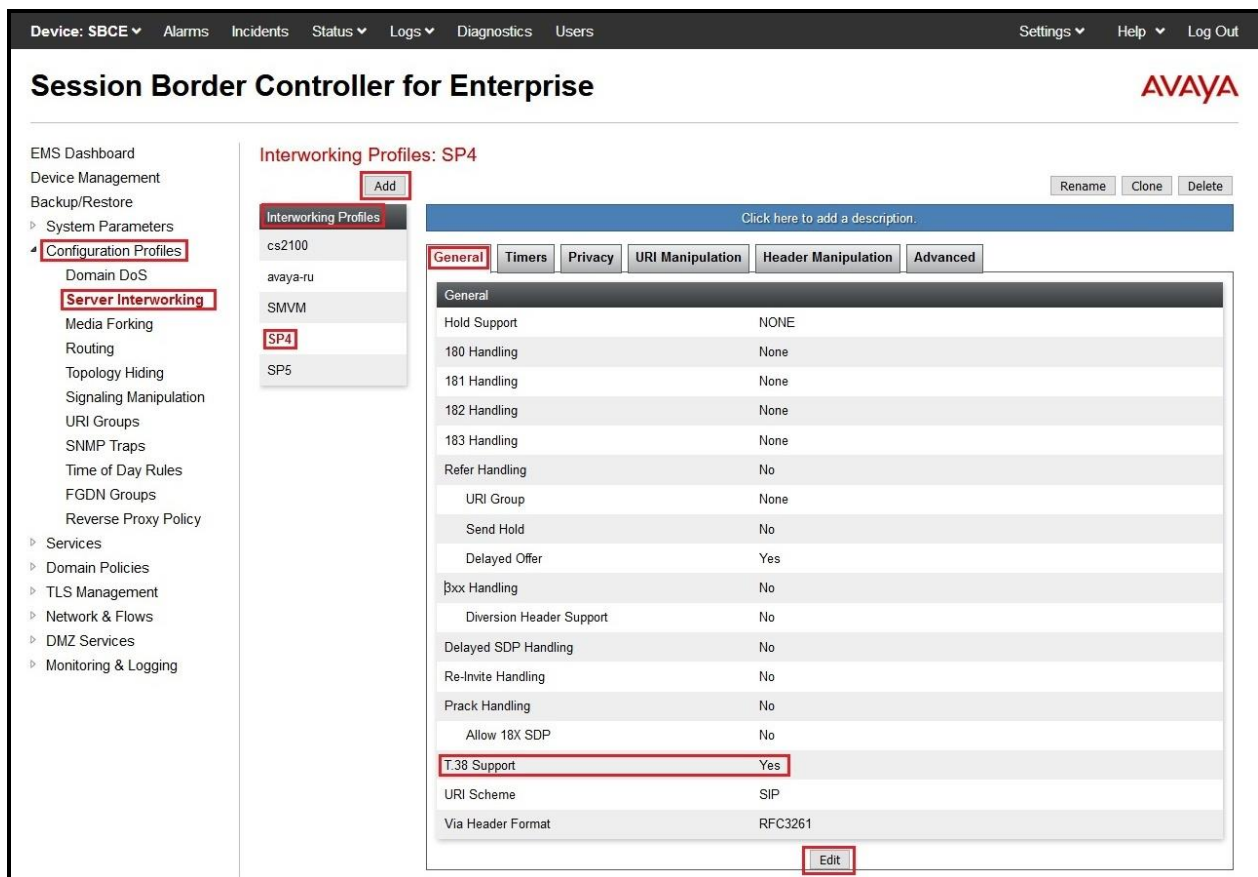 Device: SBCE Alarms Incidents Status Logs Diagnostics Users Settings Help Log Out
Session Border Controller for Enterprise
AVAYA
EMS Dashboard
Device Management
Backup/Restore
System Parameters
Configuration Profiles
Domain DoS
Server Interworking
Media Forking
Routing
Topology Hiding
Signaling Manipulation
URI Groups
SNMP Traps
Time of Day Rules
FGDN Groups
Reverse Proxy Policy
Services
Domain Policies
TLS Management
Network & Flows
DMZ Services
Monitoring & Logging
Interworking Profiles: SP4
Add
Rename Clone Delete
Interworking Profiles
cs2100
avaya-ru
SMVM
SP4
SP5
Click here to add a description.
General Timers Privacy URI Manipulation Header Manipulation Advanced
General
Hold Support NONE
180 Handling None
181 Handling None
182 Handling None
183 Handling None
Refer Handling No
URI Group None
Send Hold No
Delayed Offer Yes
3xx Handling No
Diversion Header Support No
Delayed SDP Handling No
Re-Invite Handling No
Prack Handling No
Allow 18X SDP No
T.38 Support Yes
URI Scheme SIP
Via Header Format RFC3261
Edit